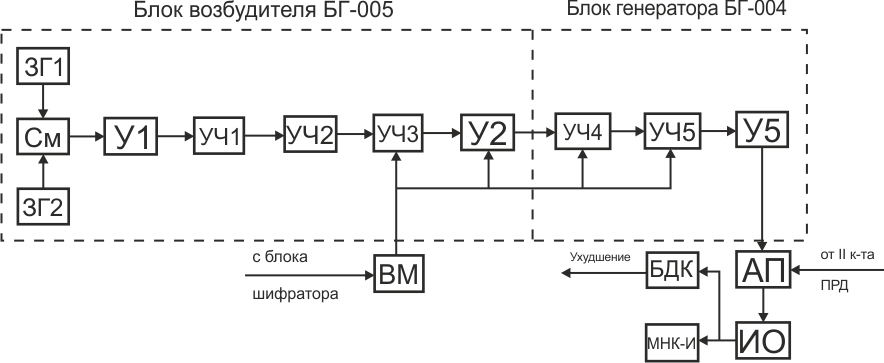 Блок возбудителя БГ-005
Блок генератора БГ-004
ЗГ1
См
У1
УЧ1
УЧ2
УЧ3
У2
УЧ4
УЧ5
У5
ЗГ2
с блока
шифратора
ВМ
Ухудшение
БДК
АП
от II к-та
ПРД
МНК-И
ИО